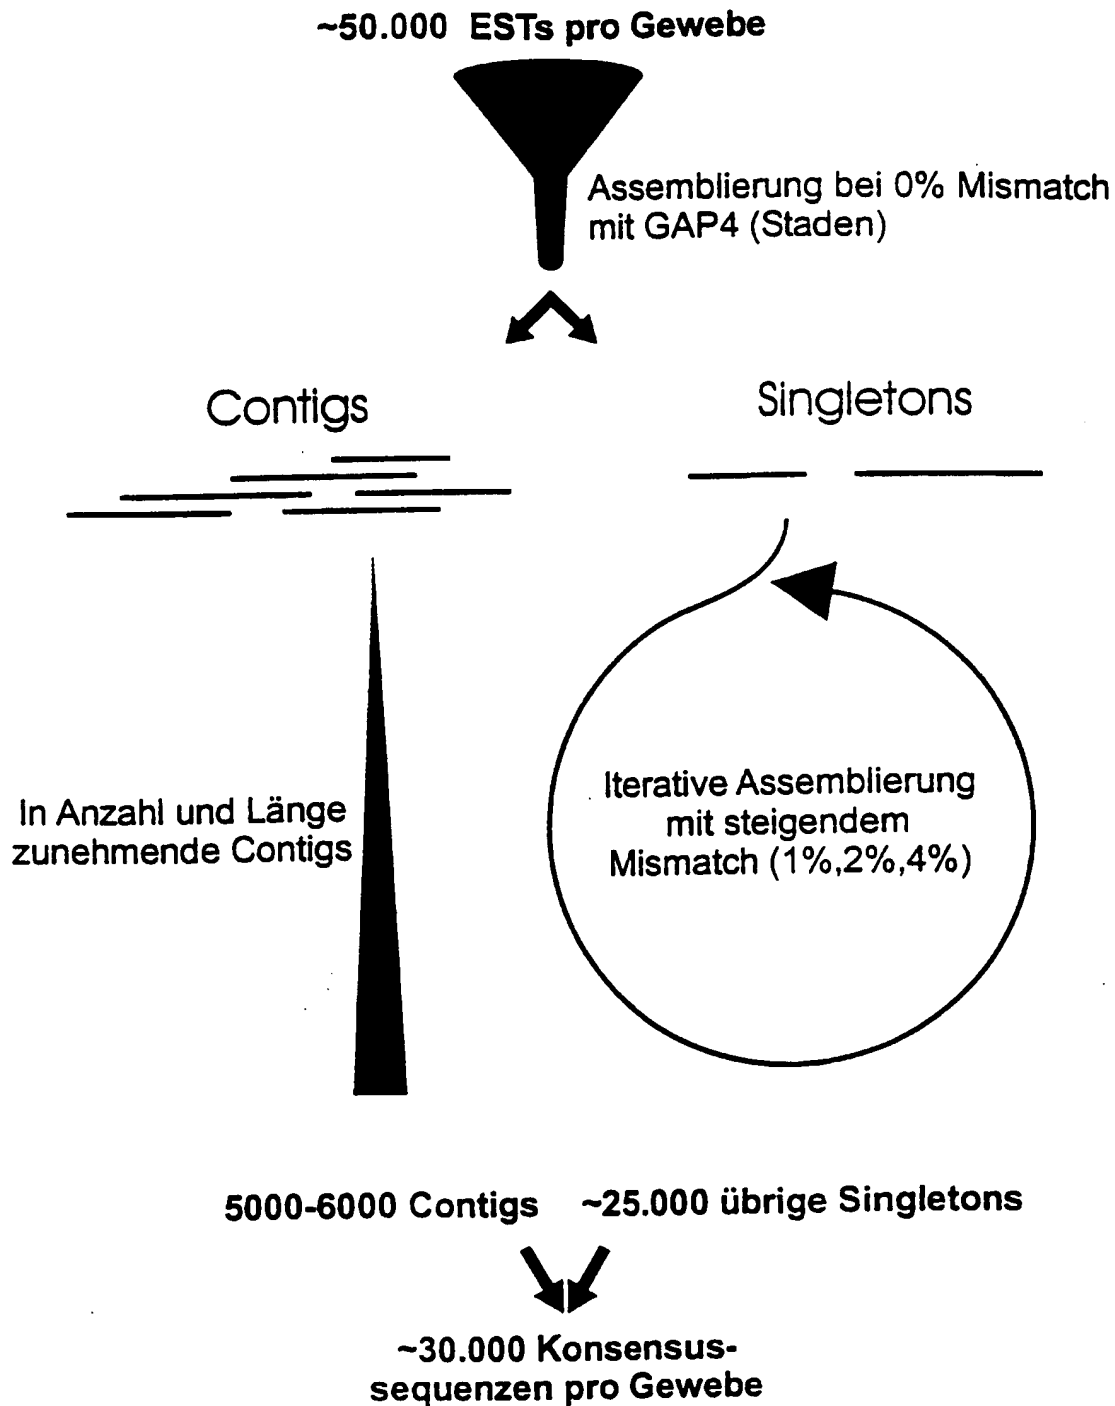 ~50.000 ESTs pro Gewebe
Assemblierung bei 0% Mismatch
mit GAP4 (Staden)
Contigs
Singletons
In Anzahl und Länge
zunehmende Contigs
Iterative Assemblierung
mit steigendem
Mismatch (1%,2%,4%)
5000-6000 Contigs
~25.000 übrige Singletons
~30.000 Konsensus-
sequenzen pro Gewebe